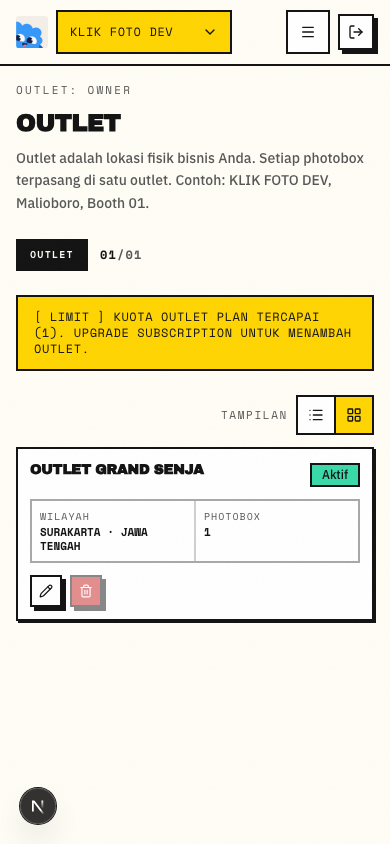 KLIK FOTO DEV
OUTLET: OWNER
OUTLET
Outlet adalah lokasi fisik bisnis Anda. Setiap photobox
terpasang di satu outlet. Contoh: KLIK FOTO DEV,
Malioboro, Booth 01.
OUTLET 01/01
[ LIMIT ] KUOTA OUTLET PLAN TERCAPAI
(1). UPGRADE SUBSCRIPTION UNTUK MENAMBAH
OUTLET.
TAMPILAN
OUTLET GRAND SENJA
Aktif
WILAYAH
SURAKARTA · JAWA
TENGAH
PHOTOBOX
1
N